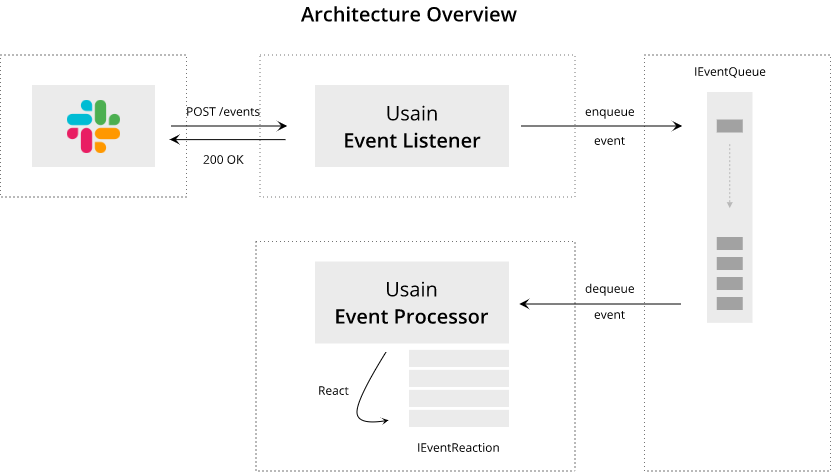 Architecture Overview
IEventQueue
POST /events
200 OK
Usain
Event Listener
enqueue
event
Usain
Event Processor
dequeue
event
React
IEventReaction